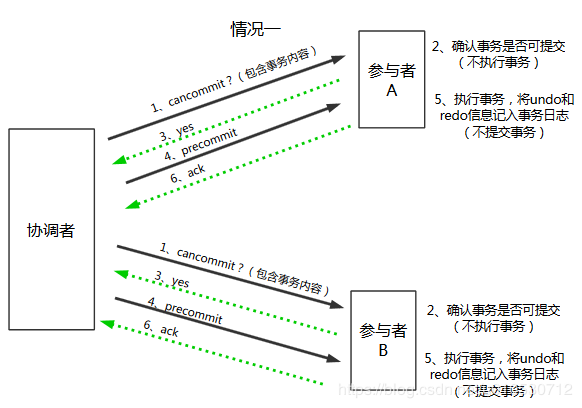 情况一
1、cancommit？（包含事务内容）
3、yes
4、precommit
6、ack
参与者
A
2、确认事务是否可提交
（不执行事务）
5、执行事务，将undo和
redo信息记入事务日志
（不提交事务）
协调者
1、cancommit？（包含事务内容）
3、yes
4、precommit
6、ack
参与者
B
2、确认事务是否可提交
（不执行事务）
5、执行事务，将undo和
redo信息记入事务日志
（不提交事务）